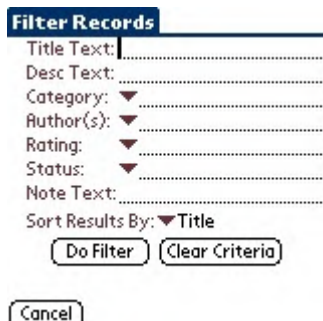 Filter Records
Title Text:
Desc Text:
Category:
Author(s):
Rating:
Status:
Note Text:
Sort Results By: Title
Do Filter Clear Criteria
Cancel